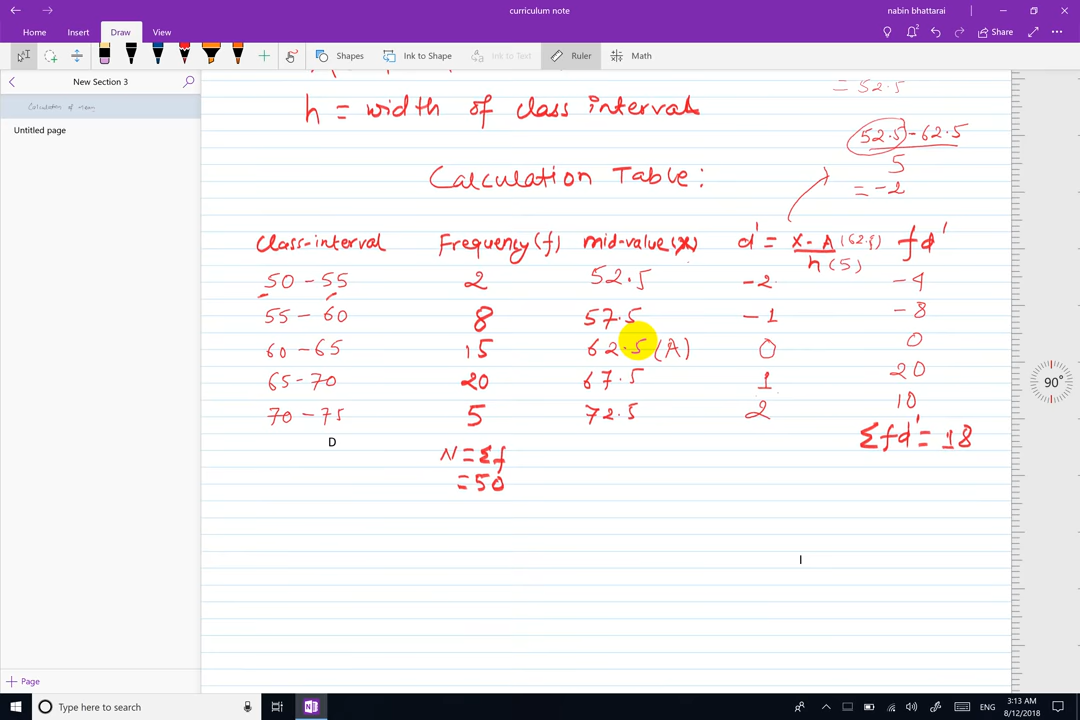 curriculum note
nabin bhattarai
Home Insert Draw View
Share
Shapes Ink to Shape Ink to Text Ruler Math
New Section 3
Calculation of mean
Untitled page
= 52.5
h = width of class interval
52.5 - 62.5
5
= -2
Calculation Table:
class-interval Frequency(f) mid-value(x) d' = x - A(62.5) fd'
h(5)
50 - 55 2 52.5 -2 -4
55 - 60 8 57.5 -1 -8
60 - 65 15 62.5 (A) 0 0
65-70 20 67.5 1 20
70 - 75 5 72.5 2 10
D
Σfd' = 18
N = Σf
= 50
90°
Page
Type here to search
ENG
3:13 AM
8/12/2018